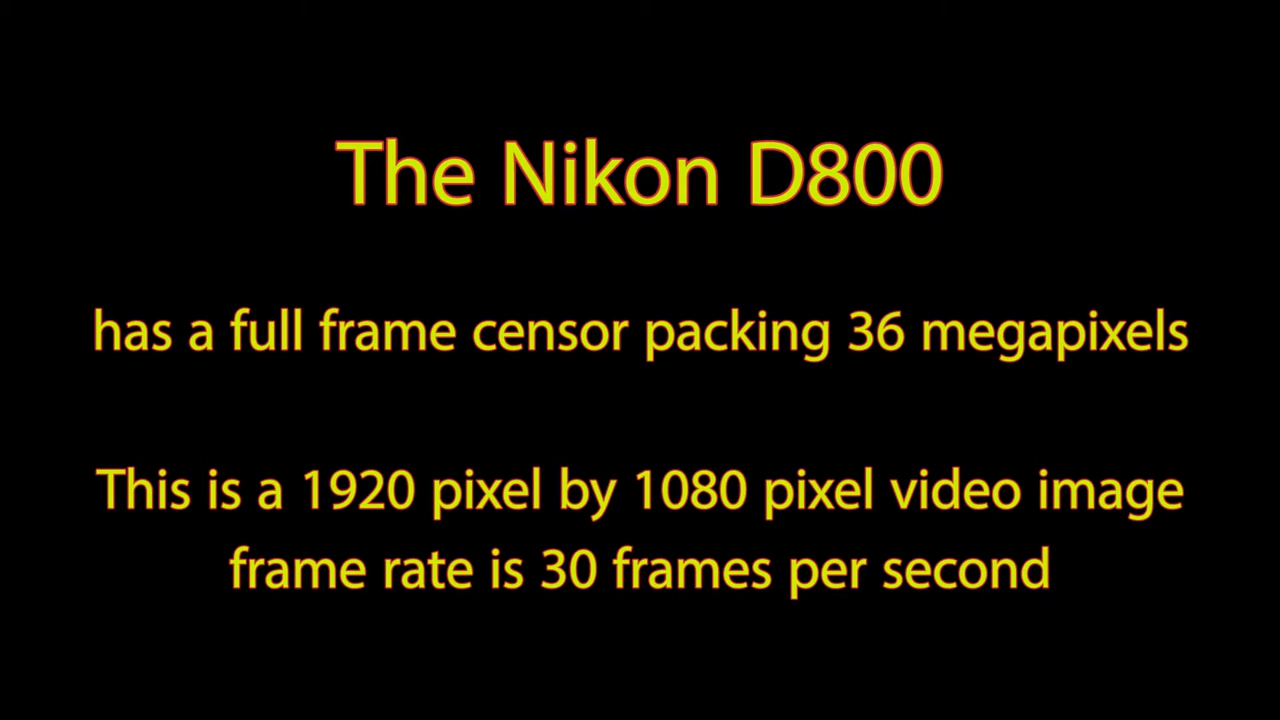 The Nikon D800
has a full frame censor packing 36 megapixels
This is a 1920 pixel by 1080 pixel video image
frame rate is 30 frames per second